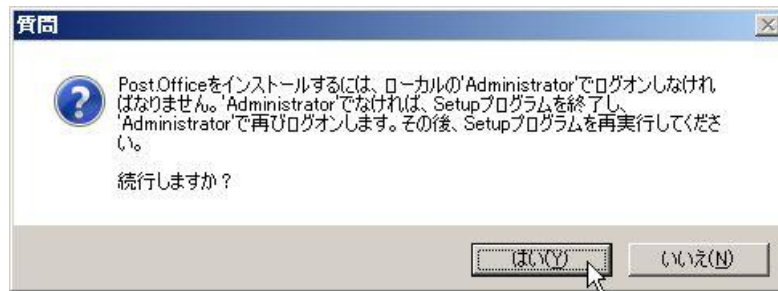 質問
Post.Officeをインストールするには、ローカルの'Administrator'でログオンしなけれ
ばなりません。'Administrator'でなければ、Setupプログラムを終了し、
'Administrator'で再びログオンします。その後、Setupプログラムを再実行してくださ
い。
続行しますか？
はい(Y)
いいえ(N)